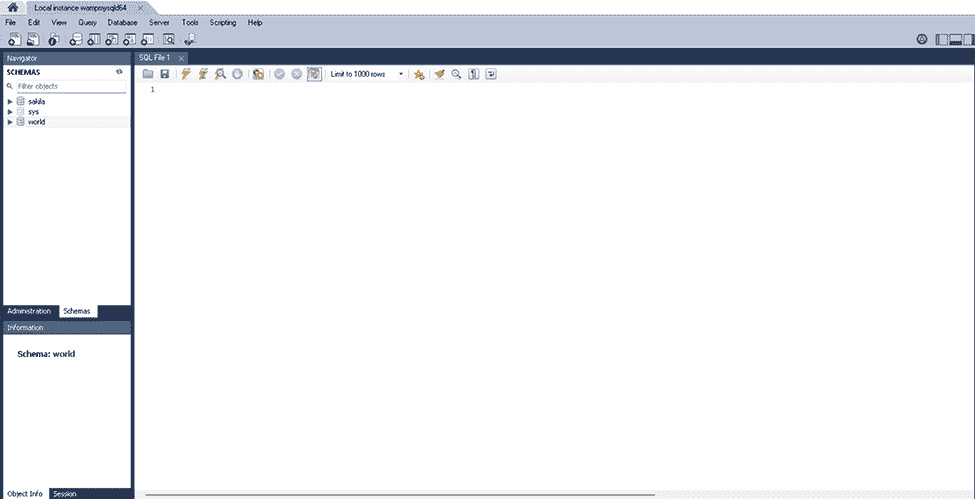 Local instance wampmysqld64
File Edit View Query Database Server Tools Scripting Help
Navigator
SCHEMAS
Filter objects
sakila
sys
world
Administration Schemas
Information
Schema: world
Object Info Session
SQL File 1
Limit to 1000 rows
1